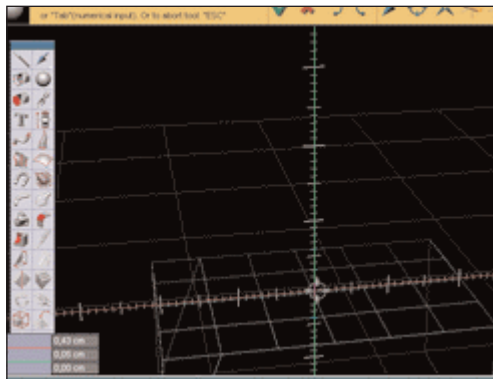 or "Tab"(numerical input). Or to abort tool: "ESC"
T
0,43 cm
0,05 cm
0,00 cm